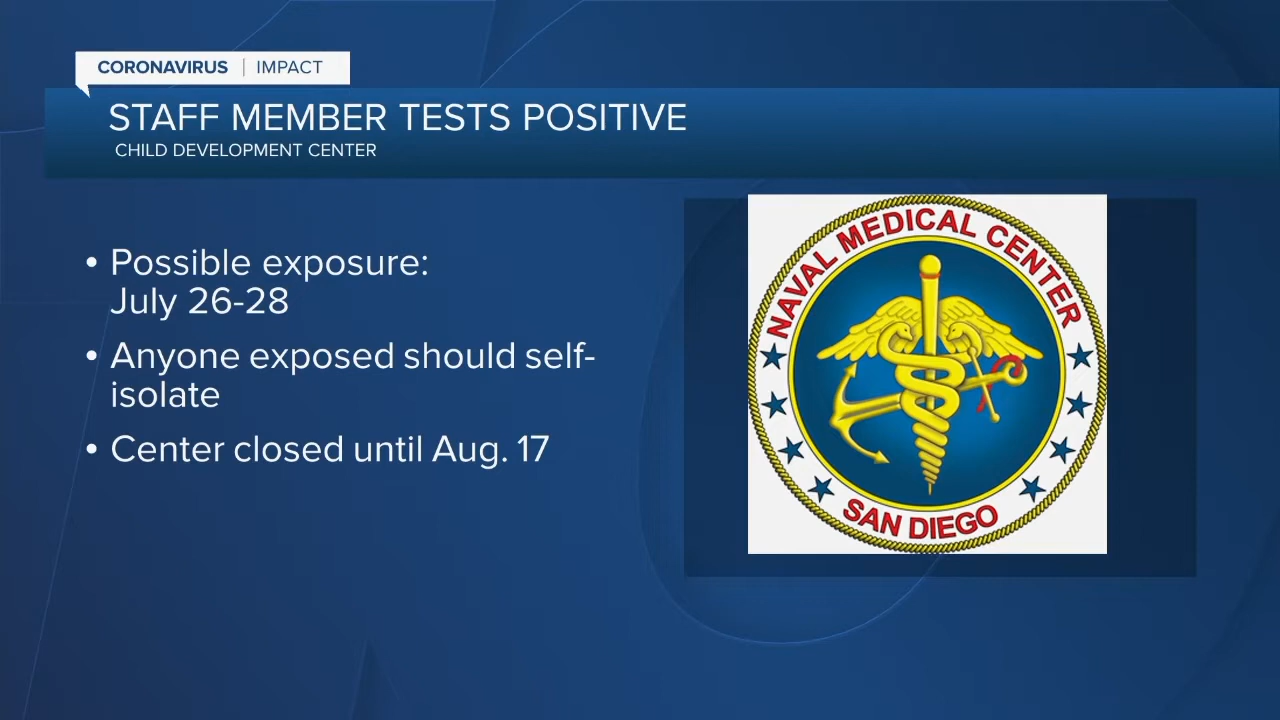 CORONAVIRUS | IMPACT
STAFF MEMBER TESTS POSITIVE
CHILD DEVELOPMENT CENTER
• Possible exposure:
July 26-28
• Anyone exposed should self-
isolate
• Center closed until Aug. 17
NAVAL MEDICAL CENTER
SAN DIEGO